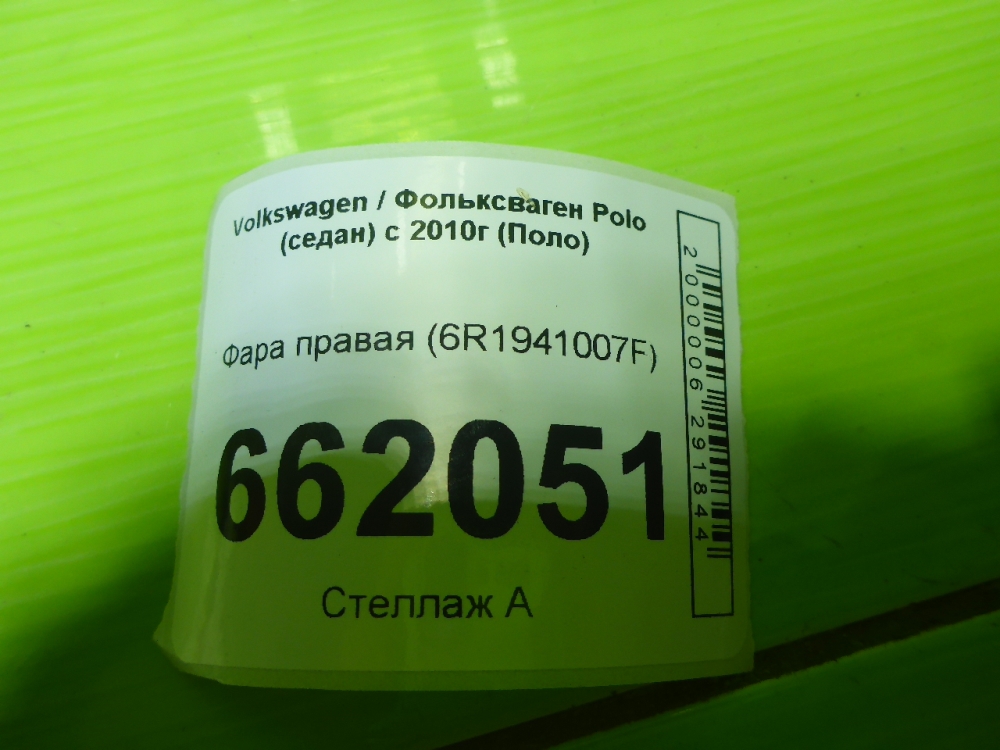 Volkswagen / Фольксваген Polo
(седан) с 2010г (Поло)
Фара правая (6R1941007F)
662051
Стеллаж А
2000006291844